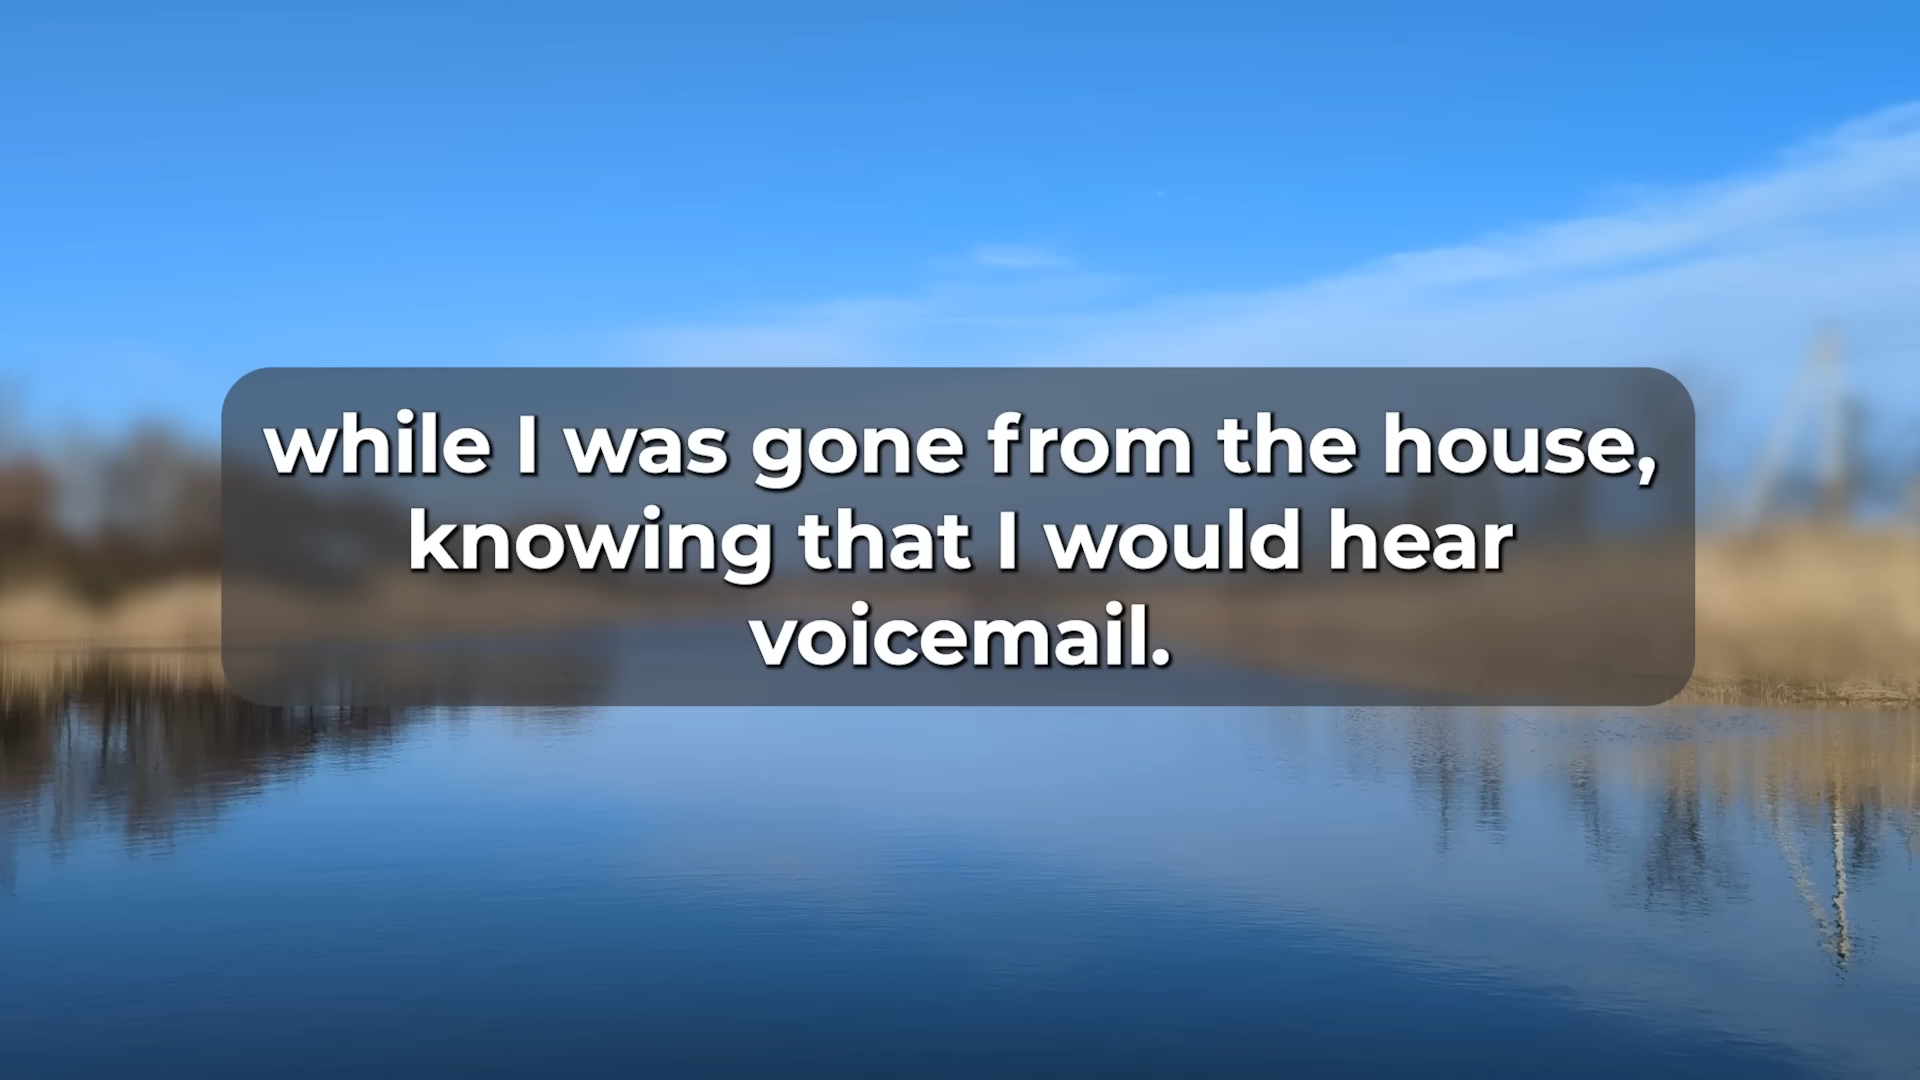 while I was gone from the house,
knowing that I would hear
voicemail.